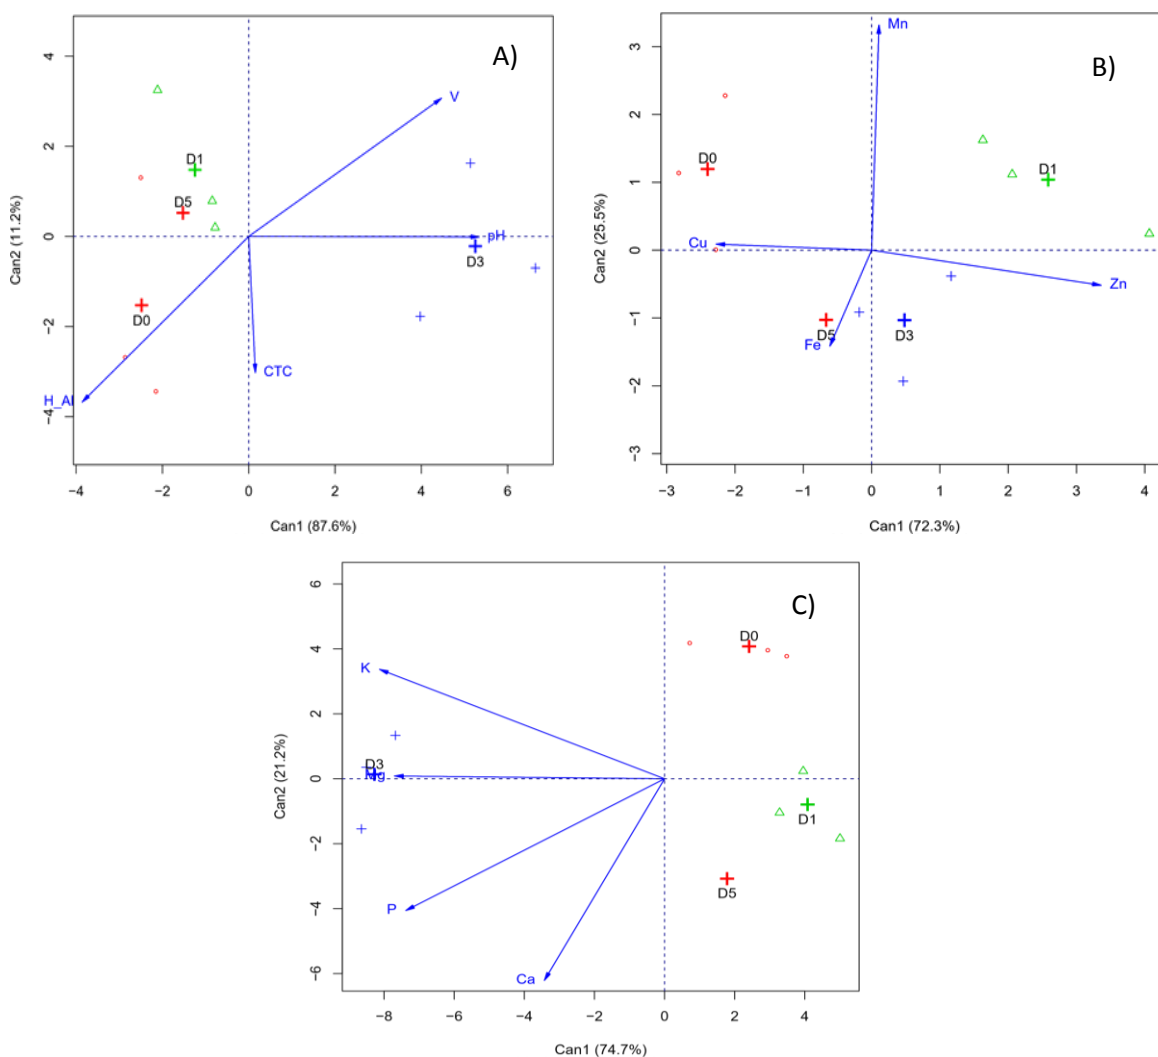 A)
4
2
0
-2
-4
Can2 (11.2%)
V
D1
D5
pH
D3
D0
CTC
H_Al
-4 -2 0 2 4 6
Can1 (87.6%)
B)
3
2
1
0
-1
-2
-3
Can2 (25.5%)
Mn
D0
D1
Cu
Zn
D5
D3
Fe
-3 -2 -1 0 1 2 3 4
Can1 (72.3%)
C)
6
4
2
0
-2
-4
-6
Can2 (21.2%)
D0
K
D3
D1
D5
P
Ca
-8 -6 -4 -2 0 2 4
Can1 (74.7%)